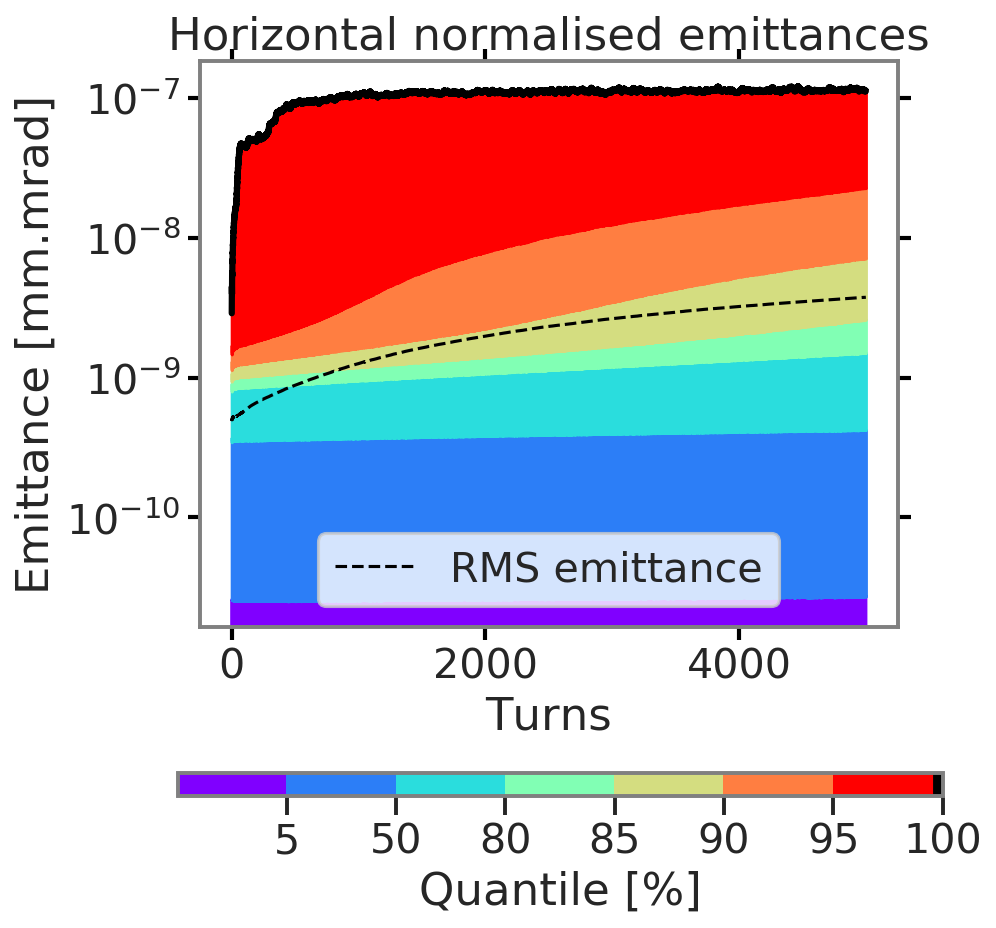 Horizontal normalised emittances
Emittance [mm.mrad]
10⁻⁷
10⁻⁸
10⁻⁹
10⁻¹⁰
RMS emittance
0 2000 4000
Turns
5 50 80 85 90 95 100
Quantile [%]